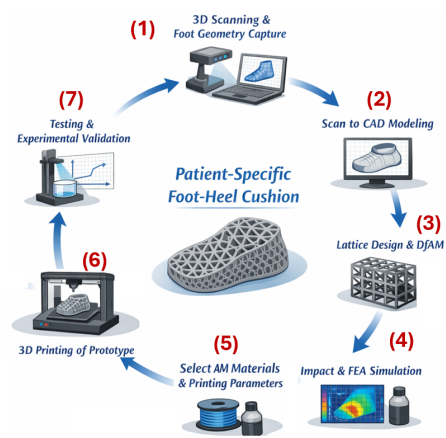 (1)
3D Scanning &
Foot Geometry Capture
(2)
Scan to CAD Modeling
(3)
Lattice Design & DfAM
(4)
Impact & FEA Simulation
(5)
Select AM Materials
& Printing Parameters
(6)
3D Printing of Prototype
(7)
Testing &
Experimental Validation
Patient-Specific
Foot-Heel Cushion